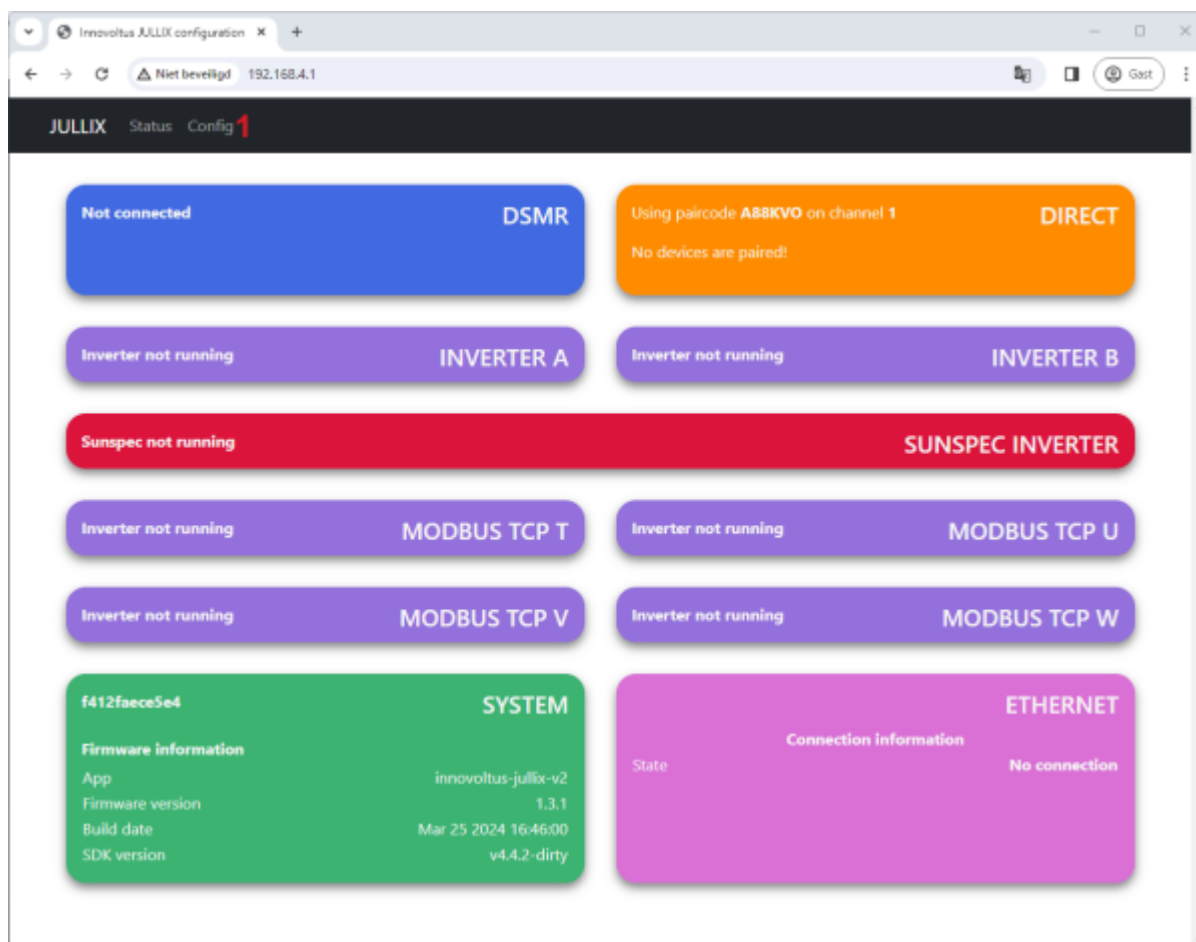 Innovoltus JULLIX configuration
Niet beveiligd 192.168.4.1 Gast
JULLIX Status Config 1
Not connected DSMR
Using paircode A88KVO on channel 1 DIRECT
No devices are paired!
Inverter not running INVERTER A
Inverter not running INVERTER B
Sunspec not running SUNSPEC INVERTER
Inverter not running MODBUS TCP T
Inverter not running MODBUS TCP U
Inverter not running MODBUS TCP V
Inverter not running MODBUS TCP W
f412faece5e4 SYSTEM
Firmware information
App innovoltus-jullix-v2
Firmware version 1.3.1
Build date Mar 25 2024 16:46:00
SDK version v4.4.2-dirty
ETHERNET
Connection information
State No connection